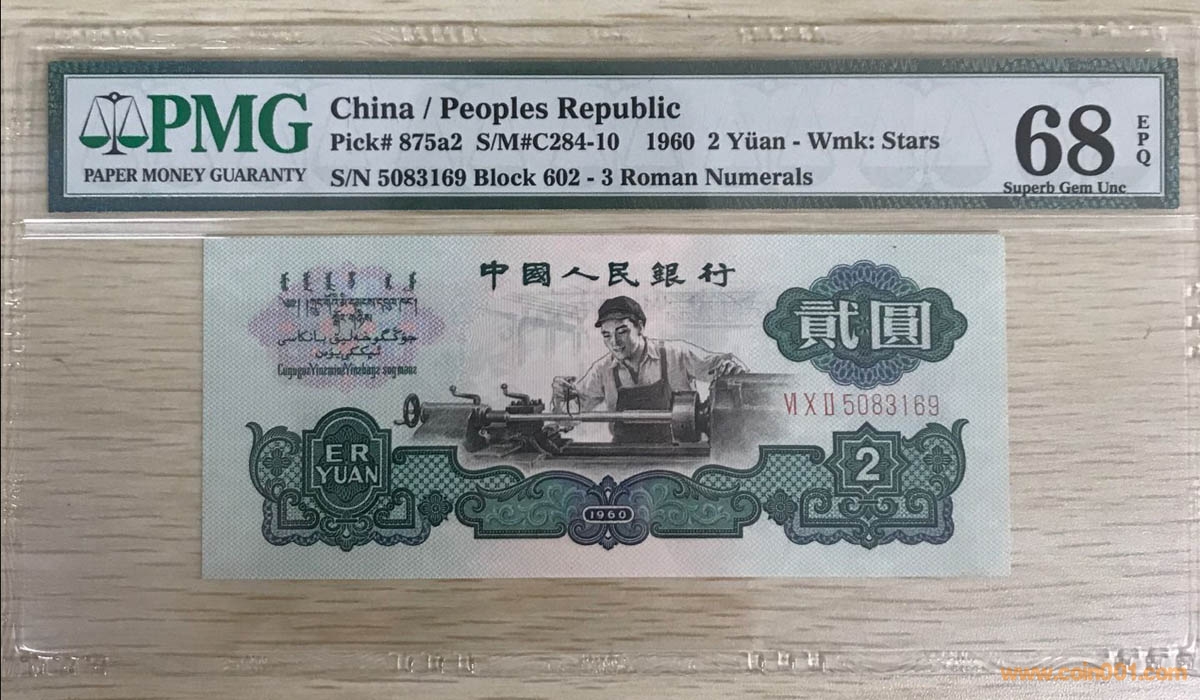 PMG
PAPER MONEY GUARANTY
China / Peoples Republic
Pick# 875a2 S/M#C284-10 1960 2 Yüan - Wmk: Stars
S/N 5083169 Block 602 - 3 Roman Numerals
68
EPQ
Superb Gem Unc
中國人民銀行
贰圓
ⅥⅩⅡ 5083169
ER
YUAN
2
1960
www.coin001.com